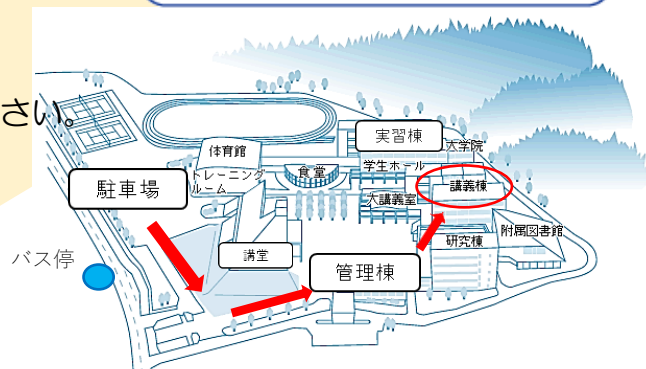 さい。
実習棟
大学院
体育館
学生ホール
トレーニング
ルーム
食堂
講義棟
駐車場
大講義室
附属図書館
研究棟
講堂
バス停
管理棟